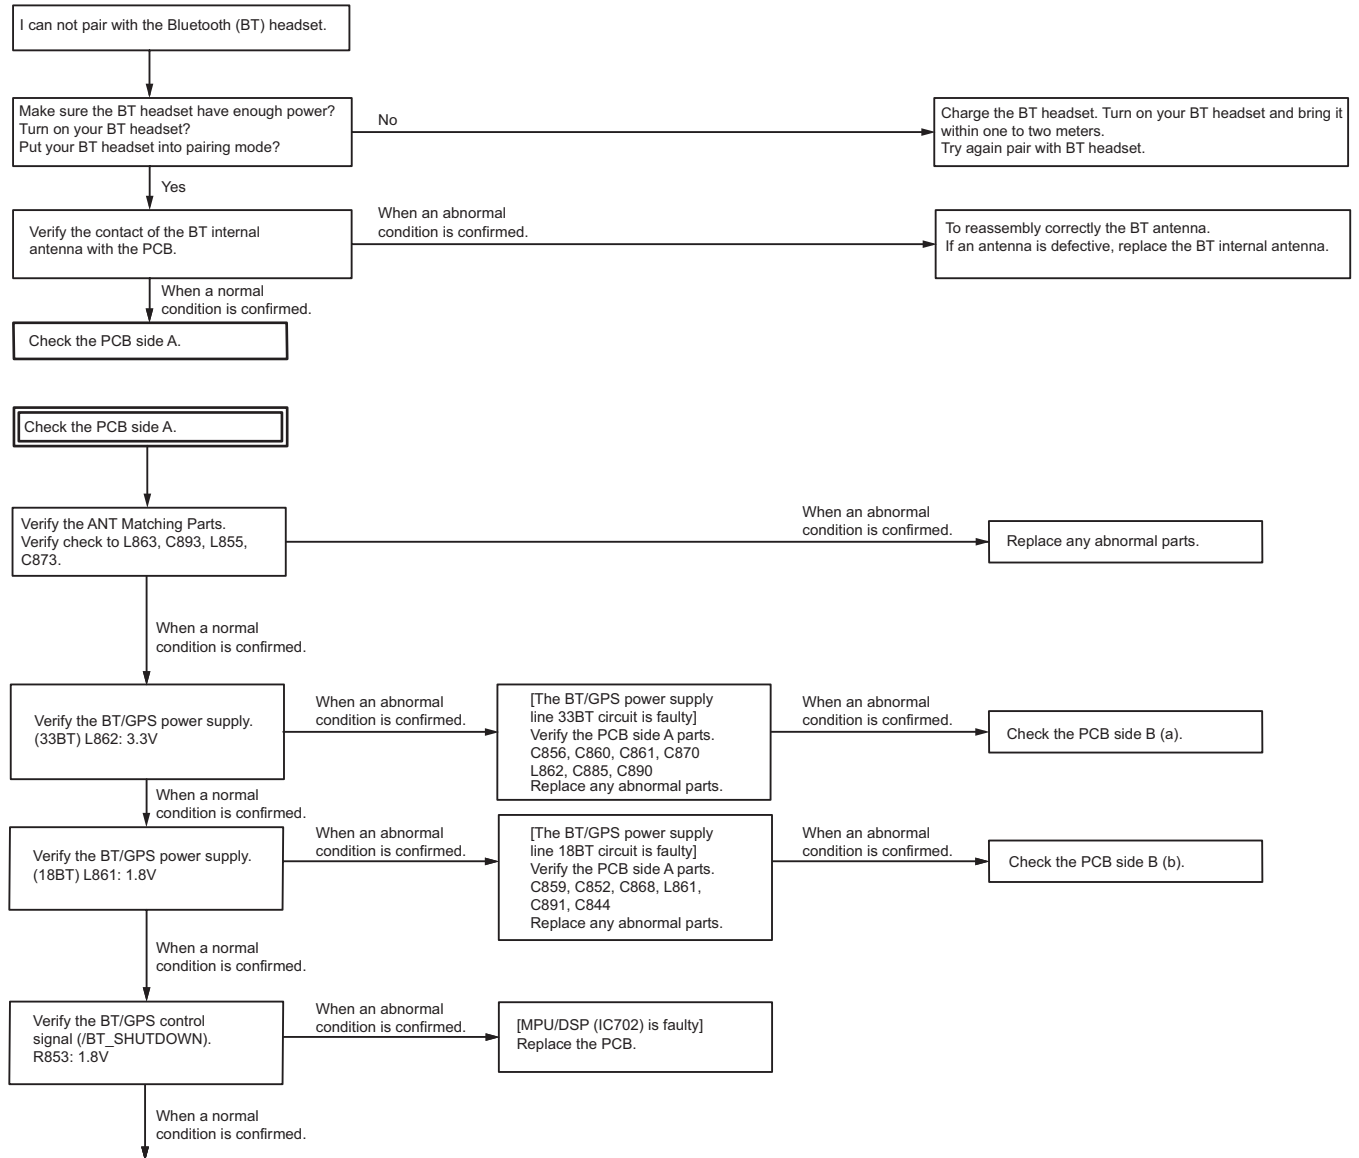 I can not pair with the Bluetooth (BT) headset.
Make sure the BT headset have enough power?
Turn on your BT headset?
Put your BT headset into pairing mode?
No
Charge the BT headset. Turn on your BT headset and bring it
within one to two meters.
Try again pair with BT headset.
Yes
Verify the contact of the BT internal
antenna with the PCB.
When an abnormal
condition is confirmed.
To reassembly correctly the BT antenna.
If an antenna is defective, replace the BT internal antenna.
When a normal
condition is confirmed.
Check the PCB side A.
Check the PCB side A.
Verify the ANT Matching Parts.
Verify check to L863, C893, L855,
C873.
When an abnormal
condition is confirmed.
Replace any abnormal parts.
When a normal
condition is confirmed.
Verify the BT/GPS power supply.
(33BT) L862: 3.3V
When an abnormal
condition is confirmed.
[The BT/GPS power supply
line 33BT circuit is faulty]
Verify the PCB side A parts.
C856, C860, C861, C870
L862, C885, C890
Replace any abnormal parts.
When an abnormal
condition is confirmed.
Check the PCB side B (a).
When a normal
condition is confirmed.
Verify the BT/GPS power supply.
(18BT) L861: 1.8V
When an abnormal
condition is confirmed.
[The BT/GPS power supply
line 18BT circuit is faulty]
Verify the PCB side A parts.
C859, C852, C868, L861,
C891, C844
Replace any abnormal parts.
When an abnormal
condition is confirmed.
Check the PCB side B (b).
When a normal
condition is confirmed.
Verify the BT/GPS control
signal (/BT_SHUTDOWN).
R853: 1.8V
When an abnormal
condition is confirmed.
[MPU/DSP (IC702) is faulty]
Replace the PCB.
When a normal
condition is confirmed.